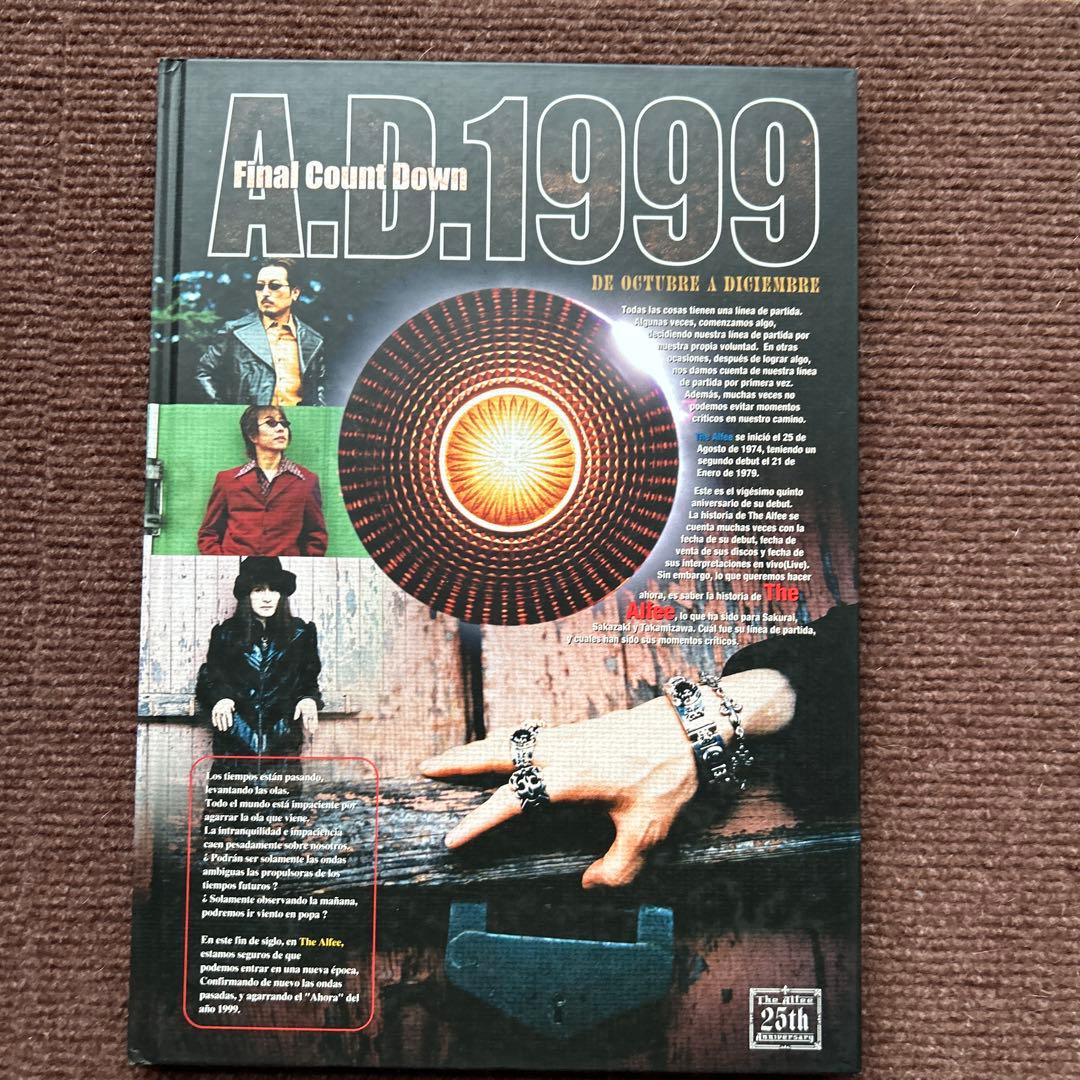 A.D.1999
Final Count Down
DE OCTUBRE A DICIEMBRE
Todas las cosas tienen una línea de partida.
Algunas veces, comenzamos algo,
decidiendo nuestra línea de partida por
nuestra propia voluntad. En otras
ocasiones, después de lograr algo,
nos damos cuenta de nuestra línea
de partida por primera vez.
Además, muchas veces no
podemos evitar momentos
críticos en nuestro camino.
The Alfee se inició el 25 de
Agosto de 1974, teniendo un
segundo debut el 21 de
Enero de 1979.
Este es el vigésimo quinto
aniversario de su debut.
La historia de The Alfee se
cuenta muchas veces con la
fecha de su debut, fecha de
venta de sus discos y fecha de
sus interpretaciones en vivo(Live).
Sin embargo, lo que queremos hacer
ahora, es saber la historia de The
Alfee, lo que ha sido para Sakurai,
Sakazaki y Takamizawa. Cuál fue su línea de partida,
y cuales han sido sus momentos críticos.
Los tiempos están pasando,
levantando las olas.
Todo el mundo está impaciente por
agarrar la ola que viene.
La intranquilidad e impaciencia
caen pesadamente sobre nosotros.
¿ Podrán ser solamente las ondas
ambiguas las propulsoras de los
tiempos futuros ?
¿ Solamente observando la mañana,
podremos ir viento en popa ?
En este fin de siglo, en The Alfee,
estamos seguros de que
podemos entrar en una nueva época,
Confirmando de nuevo las ondas
pasadas, y agarrando el "Ahora" del
año 1999.
The Alfee
25th
Anniversary